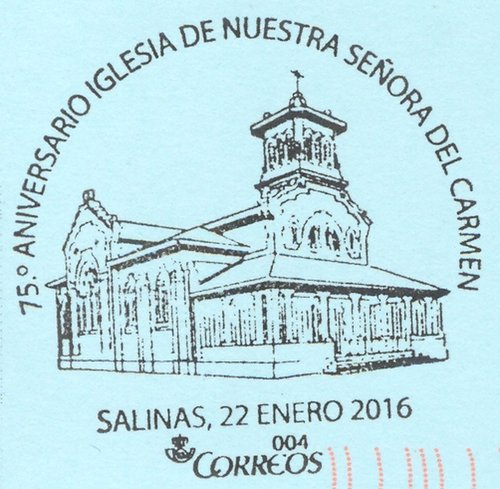 75.º ANIVERSARIO IGLESIA DE NUESTRA SEÑORA DEL CARMEN
SALINAS, 22 ENERO 2016
004
CORREOS